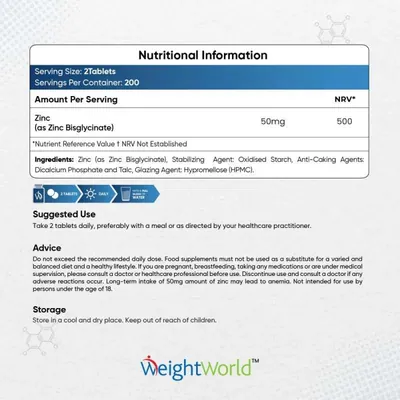 Nutritional Information
Serving Size: 2Tablets
Servings Per Container: 200
Amount Per Serving NRV*
Zinc
(as Zinc Bisglycinate) 50mg 500
*Nutrient Reference Value † NRV Not Established
Ingredients: Zinc (as Zinc Bisglycinate), Stabilizing Agent: Oxidised Starch, Anti-Caking Agents:
Dicalcium Phosphate and Talc, Glazing Agent: Hypromellose (HPMC).
2 TABLETS DAILY WATER
Suggested Use
Take 2 tablets daily, preferably with a meal or as directed by your healthcare practitioner.
Advice
Do not exceed the recommended daily dose. Food supplements must not be used as a substitute for a varied and
balanced diet and a healthy lifestyle. If you are pregnant, breastfeeding, taking any medications or are under medical
supervision, please consult a doctor or healthcare professional before use. Discontinue use and consult a doctor if any
adverse reactions occur. Long-term intake of 50mg amount of zinc may lead to anemia. Not intended for use by
persons under the age of 18.
Storage
Store in a cool and dry place. Keep out of reach of children.
WeightWorld™